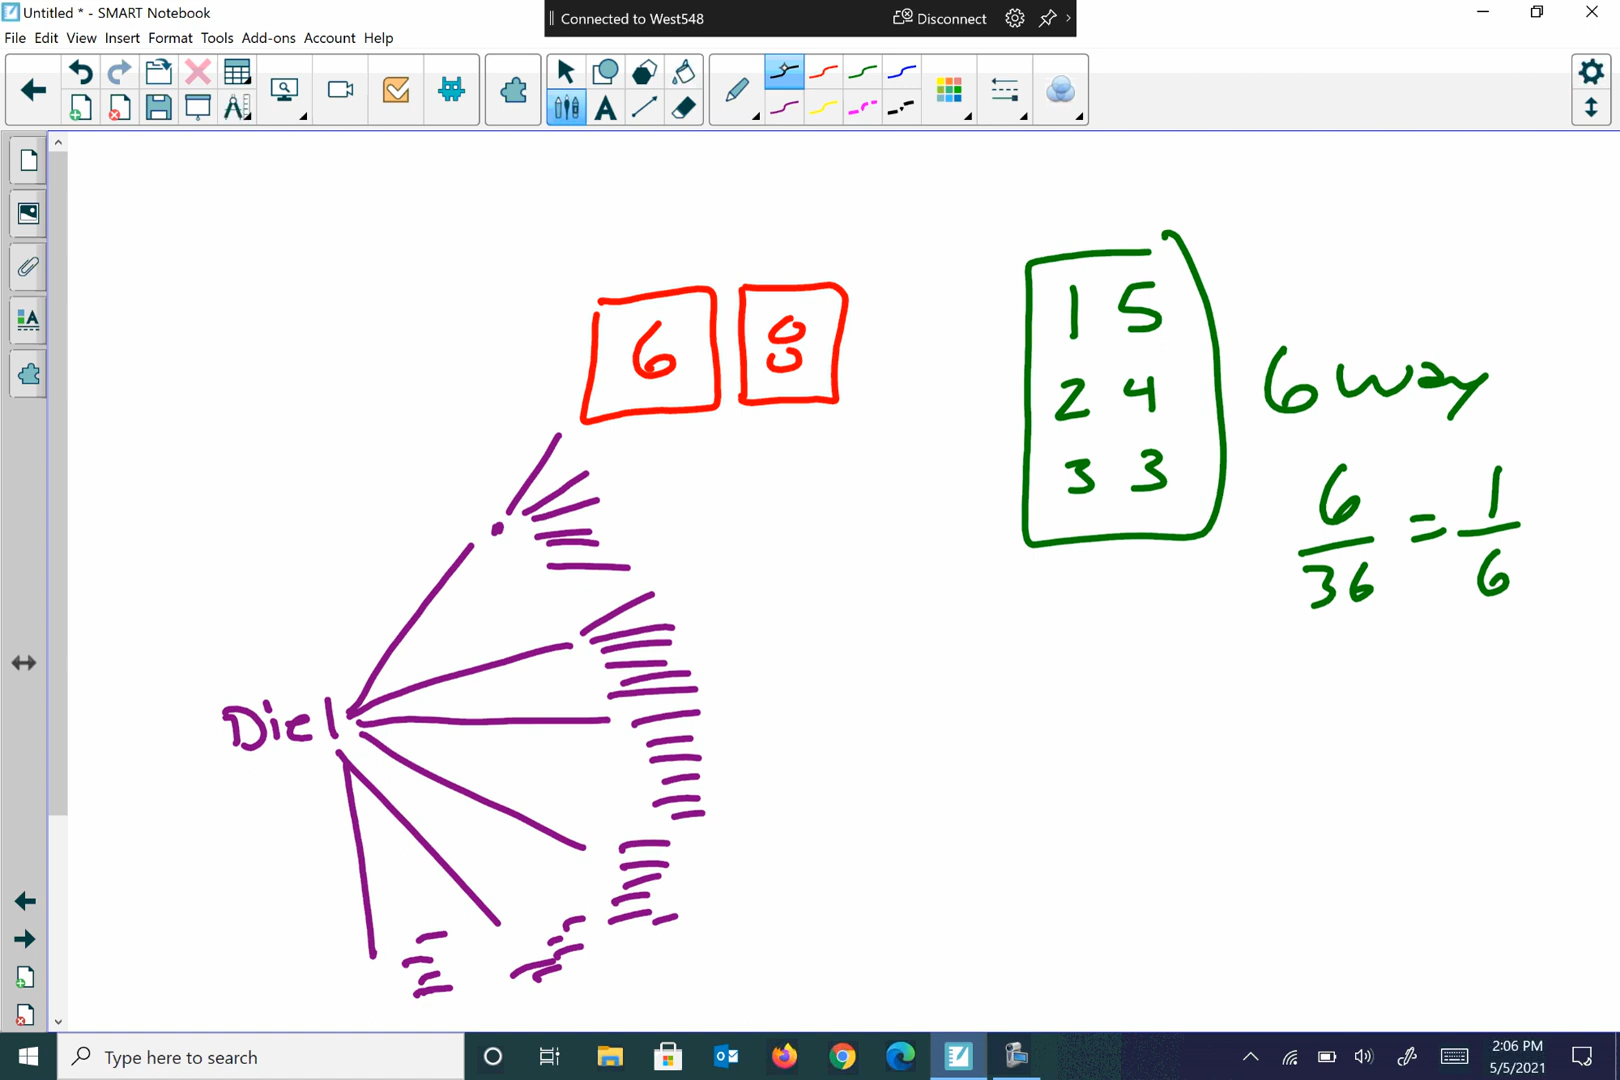 Untitled * - SMART Notebook
Connected to West548
Disconnect
File Edit View Insert Format Tools Add-ons Account Help
6
1 5
2 4
3 3
6 way
6/36 = 1/6
Die 1
Type here to search
2:06 PM
5/5/2021